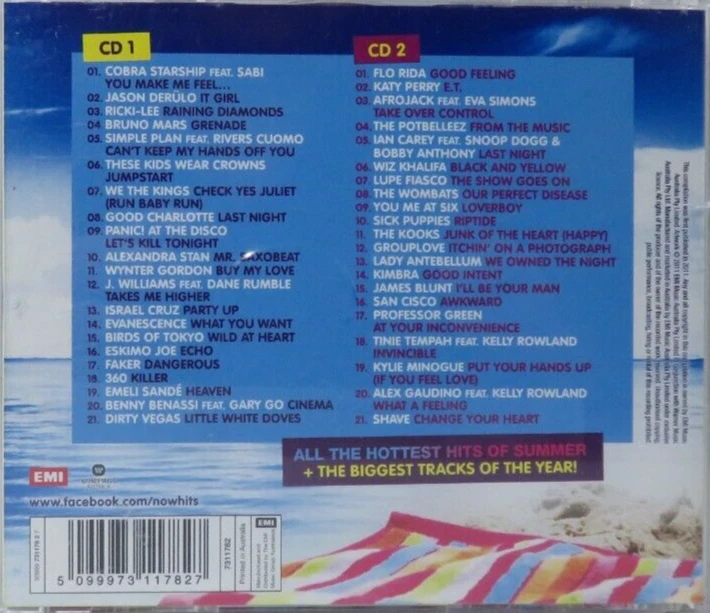 CD 1
01. COBRA STARSHIP FEAT. SABI
YOU MAKE ME FEEL...
02. JASON DERÜLO IT GIRL
03. RICKI-LEE RAINING DIAMONDS
04. BRUNO MARS GRENADE
05. SIMPLE PLAN FEAT. RIVERS CUOMO
CAN'T KEEP MY HANDS OFF YOU
06. THESE KIDS WEAR CROWNS
JUMPSTART
07. WE THE KINGS CHECK YES JULIET
(RUN BABY RUN)
08. GOOD CHARLOTTE LAST NIGHT
09. PANIC! AT THE DISCO
LET'S KILL TONIGHT
10. ALEXANDRA STAN MR. SAXOBEAT
11. WYNTER GORDON BUY MY LOVE
12. J. WILLIAMS FEAT. DANE RUMBLE
TAKES ME HIGHER
13. ISRAEL CRUZ PARTY UP
14. EVANESCENCE WHAT YOU WANT
15. BIRDS OF TOKYO WILD AT HEART
16. ESKIMO JOE ECHO
17. FAKER DANGEROUS
18. 360 KILLER
19. EMELI SANDÉ HEAVEN
20. BENNY BENASSI FEAT. GARY GO CINEMA
21. DIRTY VEGAS LITTLE WHITE DOVES
CD 2
01. FLO RIDA GOOD FEELING
02. KATY PERRY E.T.
03. AFROJACK FEAT. EVA SIMONS
TAKE OVER CONTROL
04. THE POTBELLEEZ FROM THE MUSIC
05. IAN CAREY FEAT. SNOOP DOGG &
BOBBY ANTHONY LAST NIGHT
06. WIZ KHALIFA BLACK AND YELLOW
07. LUPE FIASCO THE SHOW GOES ON
08. THE WOMBATS OUR PERFECT DISEASE
09. YOU ME AT SIX LOVERBOY
10. SICK PUPPIES RIPTIDE
11. THE KOOKS JUNK OF THE HEART (HAPPY)
12. GROUPLOVE ITCHIN' ON A PHOTOGRAPH
13. LADY ANTEBELLUM WE OWNED THE NIGHT
14. KIMBRA GOOD INTENT
15. JAMES BLUNT I'LL BE YOUR MAN
16. SAN CISCO AWKWARD
17. PROFESSOR GREEN
AT YOUR INCONVENIENCE
18. TINIE TEMPAH FEAT. KELLY ROWLAND
INVINCIBLE
19. KYLIE MINOGUE PUT YOUR HANDS UP
(IF YOU FEEL LOVE)
20. ALEX GAUDINO FEAT. KELLY ROWLAND
WHAT A FEELING
21. SHAVE CHANGE YOUR HEART
ALL THE HOTTEST HITS OF SUMMER
+ THE BIGGEST TRACKS OF THE YEAR!
EMI
www.facebook.com/nowhits
5 099973 117827
7311782
Printed in Australia
EMI